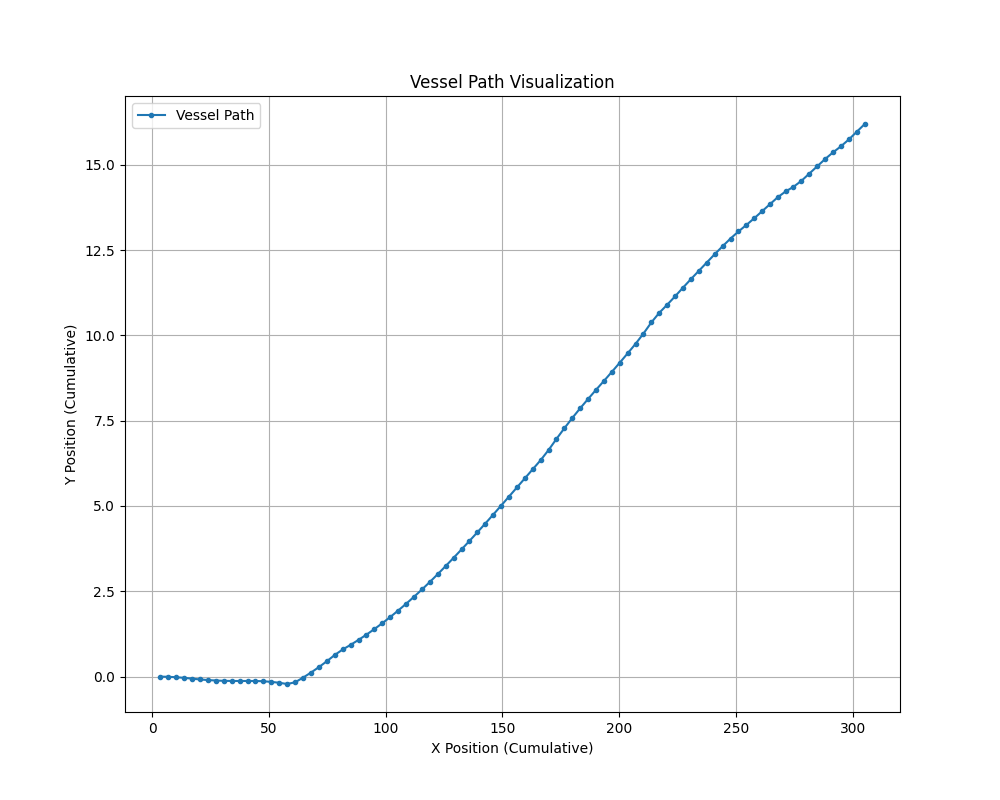 Vessel Path Visualization
Vessel Path
15.0
12.5
10.0
7.5
5.0
2.5
0.0
Y Position (Cumulative)
0 50 100 150 200 250 300
X Position (Cumulative)